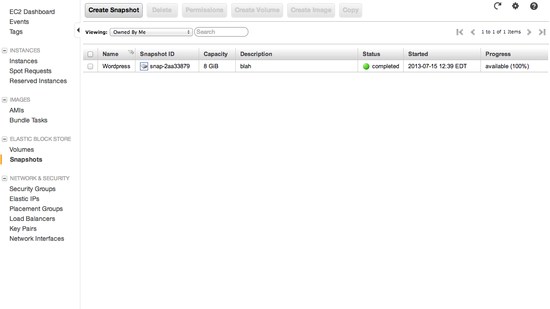 EC2 Dashboard
Events
Tags
INSTANCES
Instances
Spot Requests
Reserved Instances
IMAGES
AMIs
Bundle Tasks
ELASTIC BLOCK STORE
Volumes
Snapshots
NETWORK & SECURITY
Security Groups
Elastic IPs
Placement Groups
Load Balancers
Key Pairs
Network Interfaces
Create Snapshot Delete Permissions Create Volume Create Image Copy
Viewing: Owned By Me Search 1 to 1 of 1 Items
Name Snapshot ID Capacity Description Status Started Progress
Wordpress snap-2aa33879 8 GiB blah completed 2013-07-15 12:39 EDT available (100%)